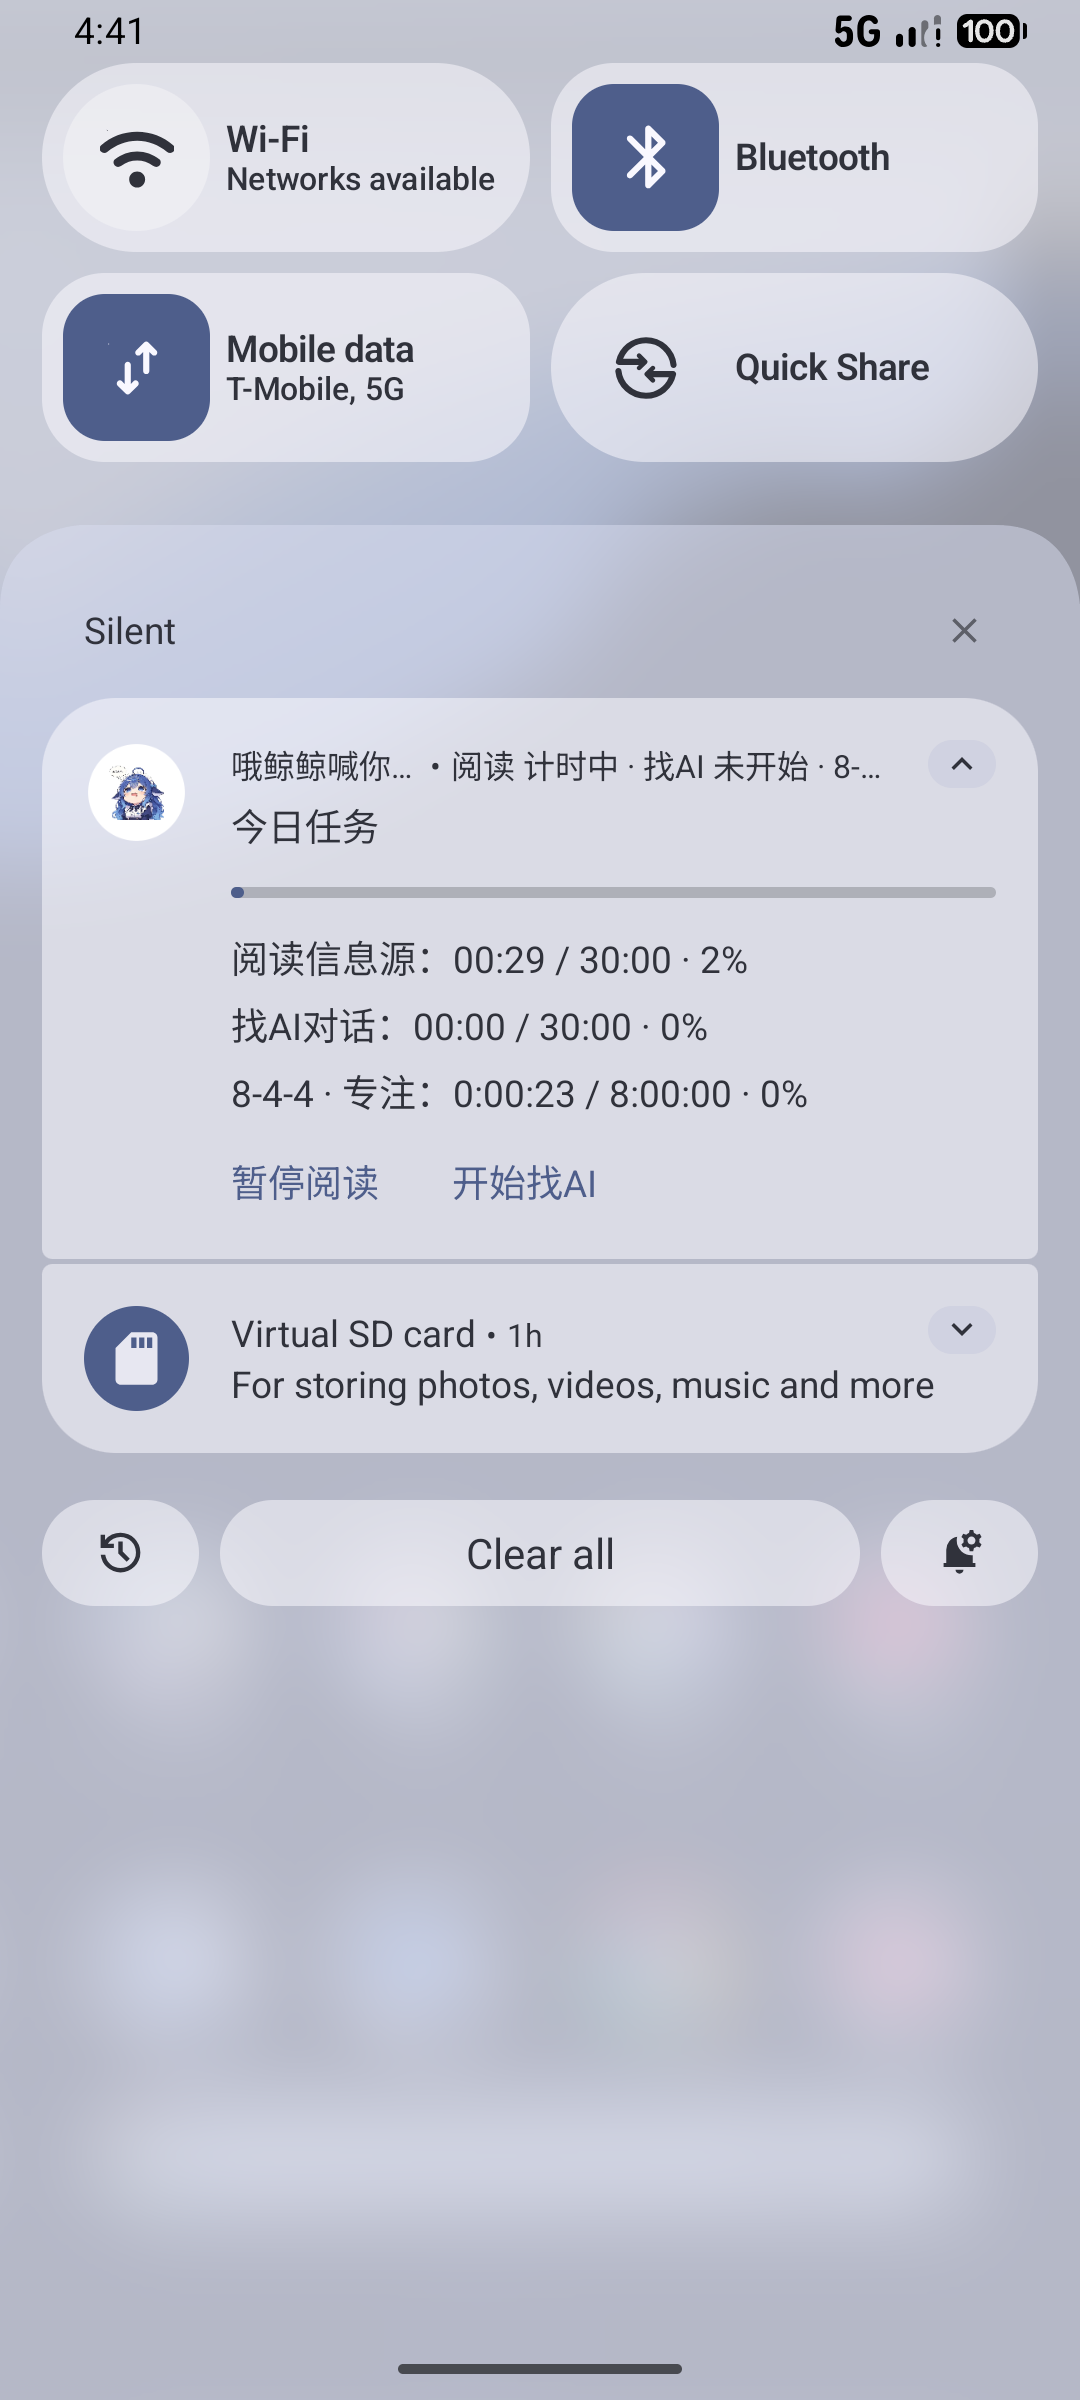 4:41
5G
100
Wi-Fi
Networks available
Bluetooth
Mobile data
T-Mobile, 5G
Quick Share
Silent
哦鲸鲸喊你… • 阅读 计时中 · 找AI 未开始 · 8-…
今日任务
阅读信息源：00:29 / 30:00 · 2%
找AI对话：00:00 / 30:00 · 0%
8-4-4 · 专注：0:00:23 / 8:00:00 · 0%
暂停阅读 开始找AI
Virtual SD card • 1h
For storing photos, videos, music and more
Clear all